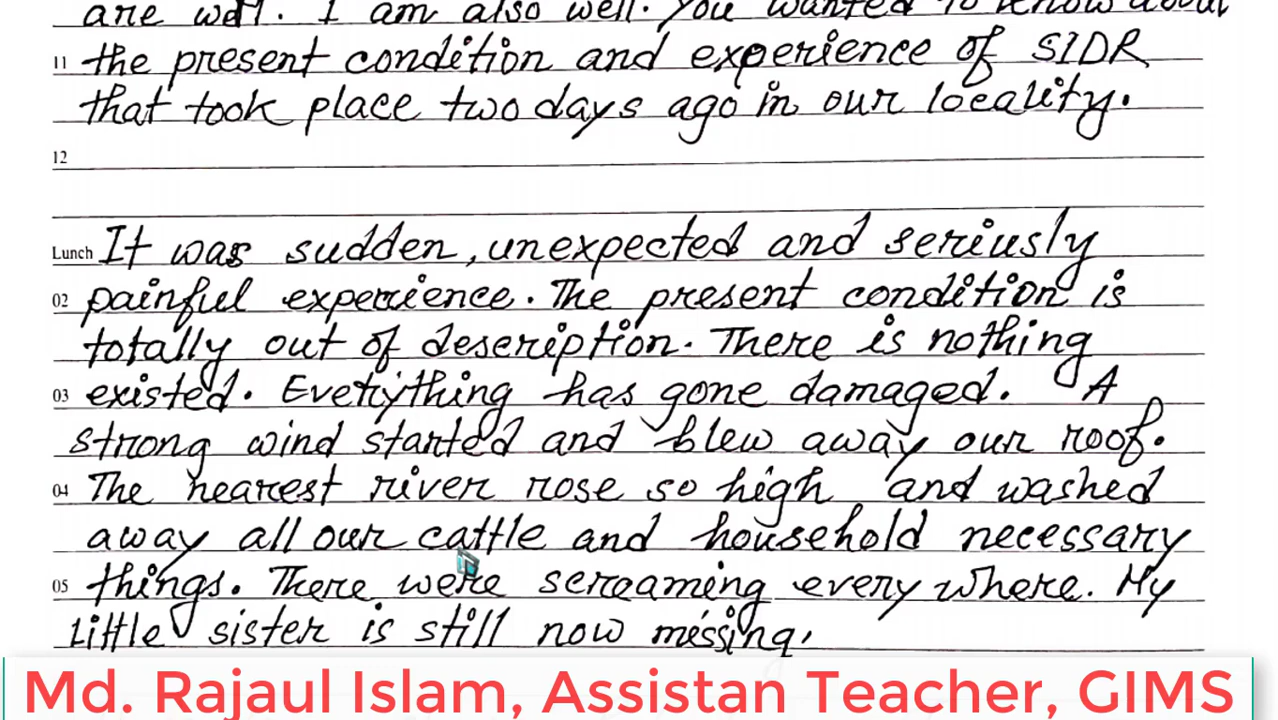 are well. I am also well. You wanted to know about
11 the present condition and experience of SIDR
that took place two days ago in our locality.
12
Lunch It was sudden, unexpected and seriusly
02 painful experience. The present condition is
totally out of description. There is nothing
03 existed. Everything has gone damaged. A
strong wind started and blew away our roof.
04 The nearest river rose so high and washed
away all our cattle and household necessary
05 things. There were screaming every where. My
Little sister is still now missing.
Md. Rajaul Islam, Assistan Teacher, GIMS